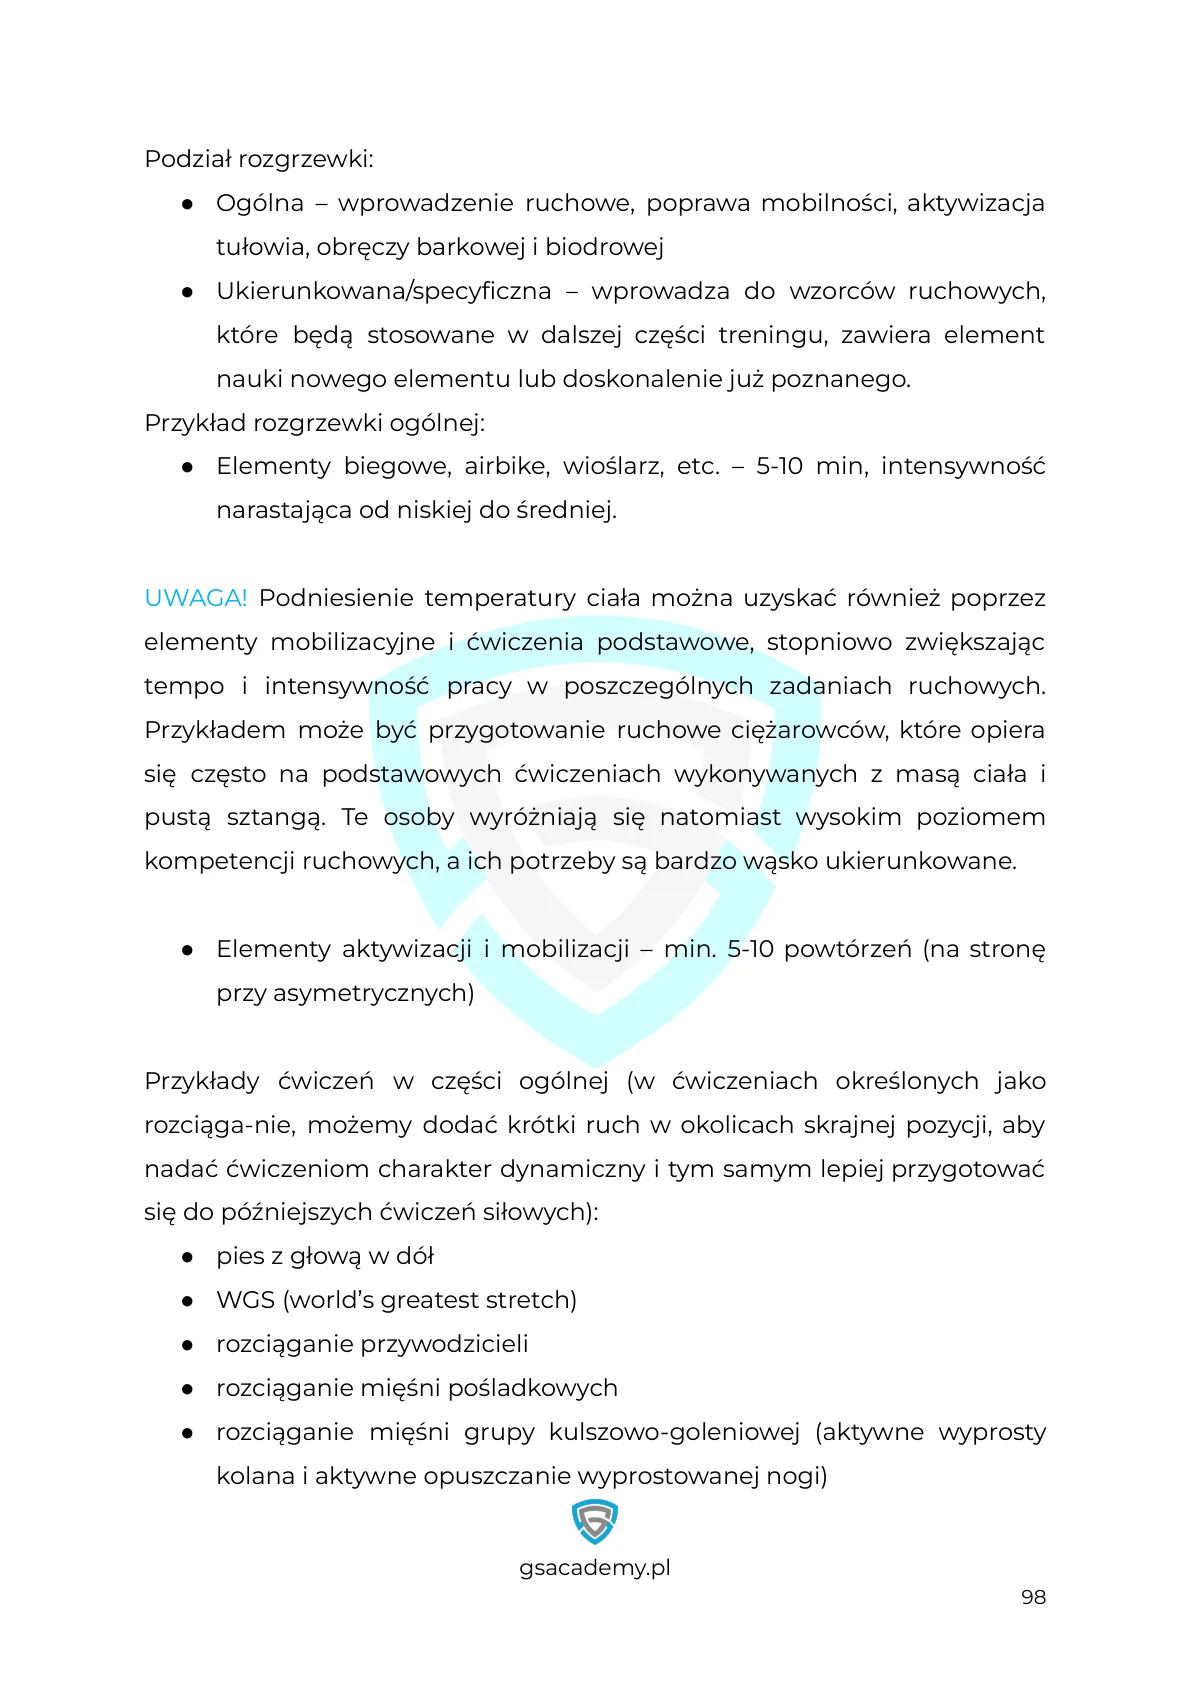 Podział rozgrzewki:
● Ogólna – wprowadzenie ruchowe, poprawa mobilności, aktywizacja
tułowia, obręczy barkowej i biodrowej
● Ukierunkowana/specyficzna – wprowadza do wzorców ruchowych,
które będą stosowane w dalszej części treningu, zawiera element
nauki nowego elementu lub doskonalenie już poznanego.
Przykład rozgrzewki ogólnej:
● Elementy biegowe, airbike, wioślarz, etc. – 5-10 min, intensywność
narastająca od niskiej do średniej.
UWAGA! Podniesienie temperatury ciała można uzyskać również poprzez
elementy mobilizacyjne i ćwiczenia podstawowe, stopniowo zwiększając
tempo i intensywność pracy w poszczególnych zadaniach ruchowych.
Przykładem może być przygotowanie ruchowe ciężarowców, które opiera
się często na podstawowych ćwiczeniach wykonywanych z masą ciała i
pustą sztangą. Te osoby wyróżniają się natomiast wysokim poziomem
kompetencji ruchowych, a ich potrzeby są bardzo wąsko ukierunkowane.
● Elementy aktywizacji i mobilizacji – min. 5-10 powtórzeń (na stronę
przy asymetrycznych)
Przykłady ćwiczeń w części ogólnej (w ćwiczeniach określonych jako
rozciąga-nie, możemy dodać krótki ruch w okolicach skrajnej pozycji, aby
nadać ćwiczeniom charakter dynamiczny i tym samym lepiej przygotować
się do późniejszych ćwiczeń siłowych):
● pies z głową w dół
● WGS (world’s greatest stretch)
● rozciąganie przywodzicieli
● rozciąganie mięśni pośladkowych
● rozciąganie mięśni grupy kulszowo-goleniowej (aktywne wyprosty
kolana i aktywne opuszczanie wyprostowanej nogi)
gsacademy.pl
98